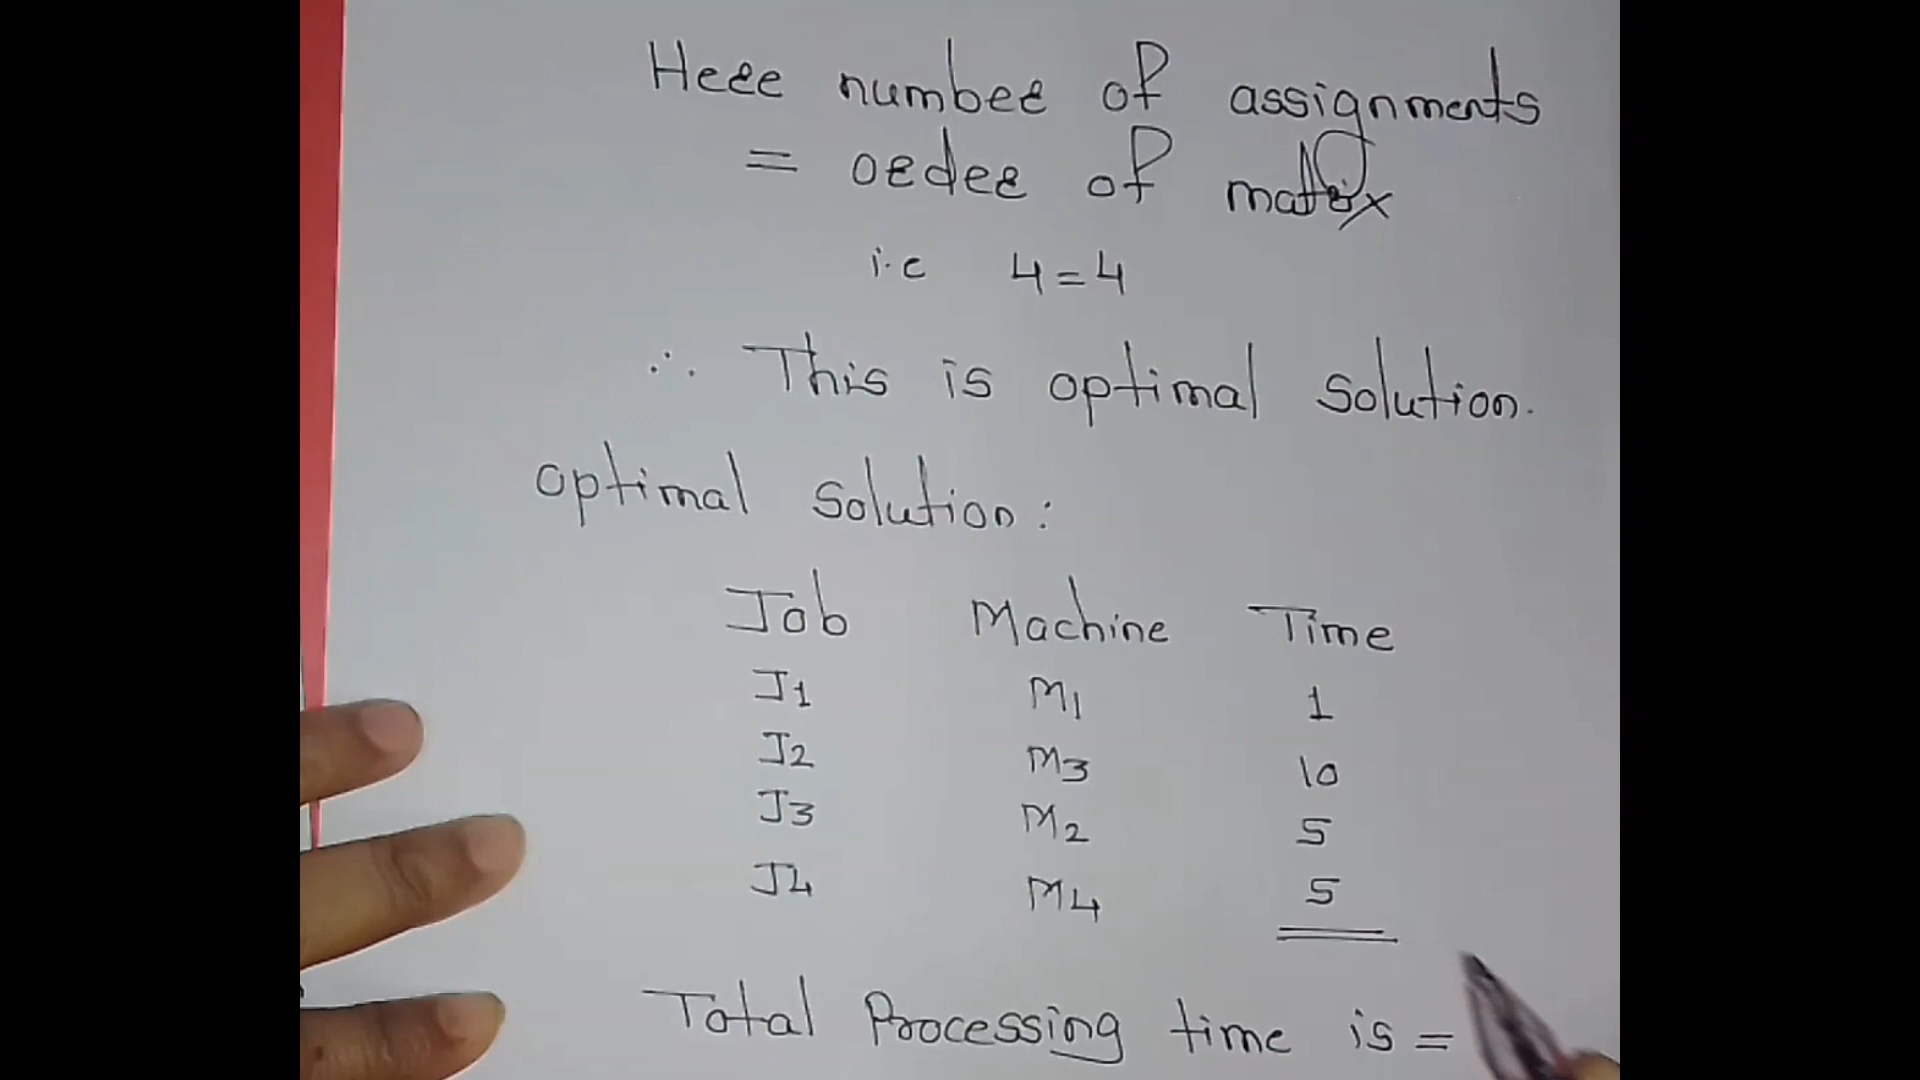 Here number of assignments
= order of matrix
i.e 4=4
∴ This is optimal solution.
optimal solution:
Job Machine Time
J1 M1 1
J2 M3 10
J3 M2 5
J4 M4 5
Total Processing time is =